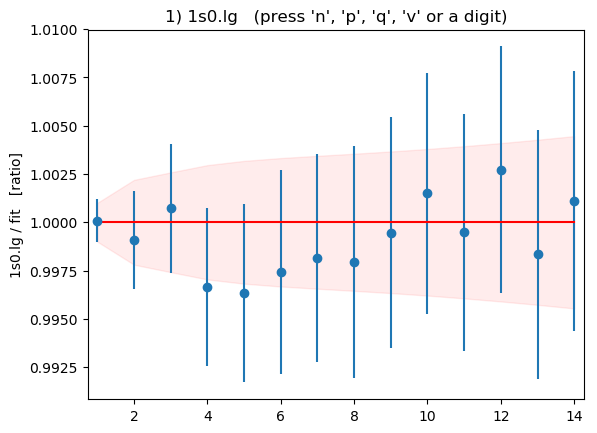 1) 1s0.lg   (press 'n', 'p', 'q', 'v' or a digit)
1s0.lg / fit   [ratio]
1.0100
1.0075
1.0050
1.0025
1.0000
0.9975
0.9950
0.9925
2 4 6 8 10 12 14